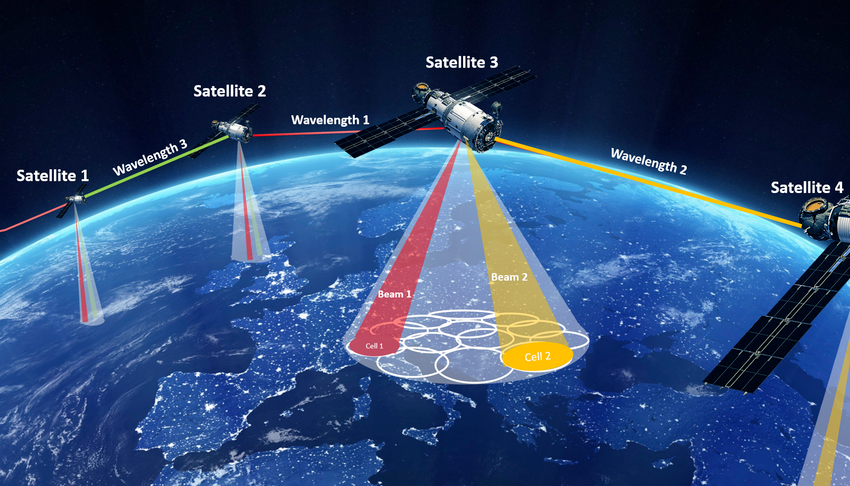 Satellite 3
Satellite 2
Wavelength 1
Wavelength 3
Wavelength 2
Satellite 1
Satellite 4
Beam 2
Beam 1
Cell 1
Cell 2